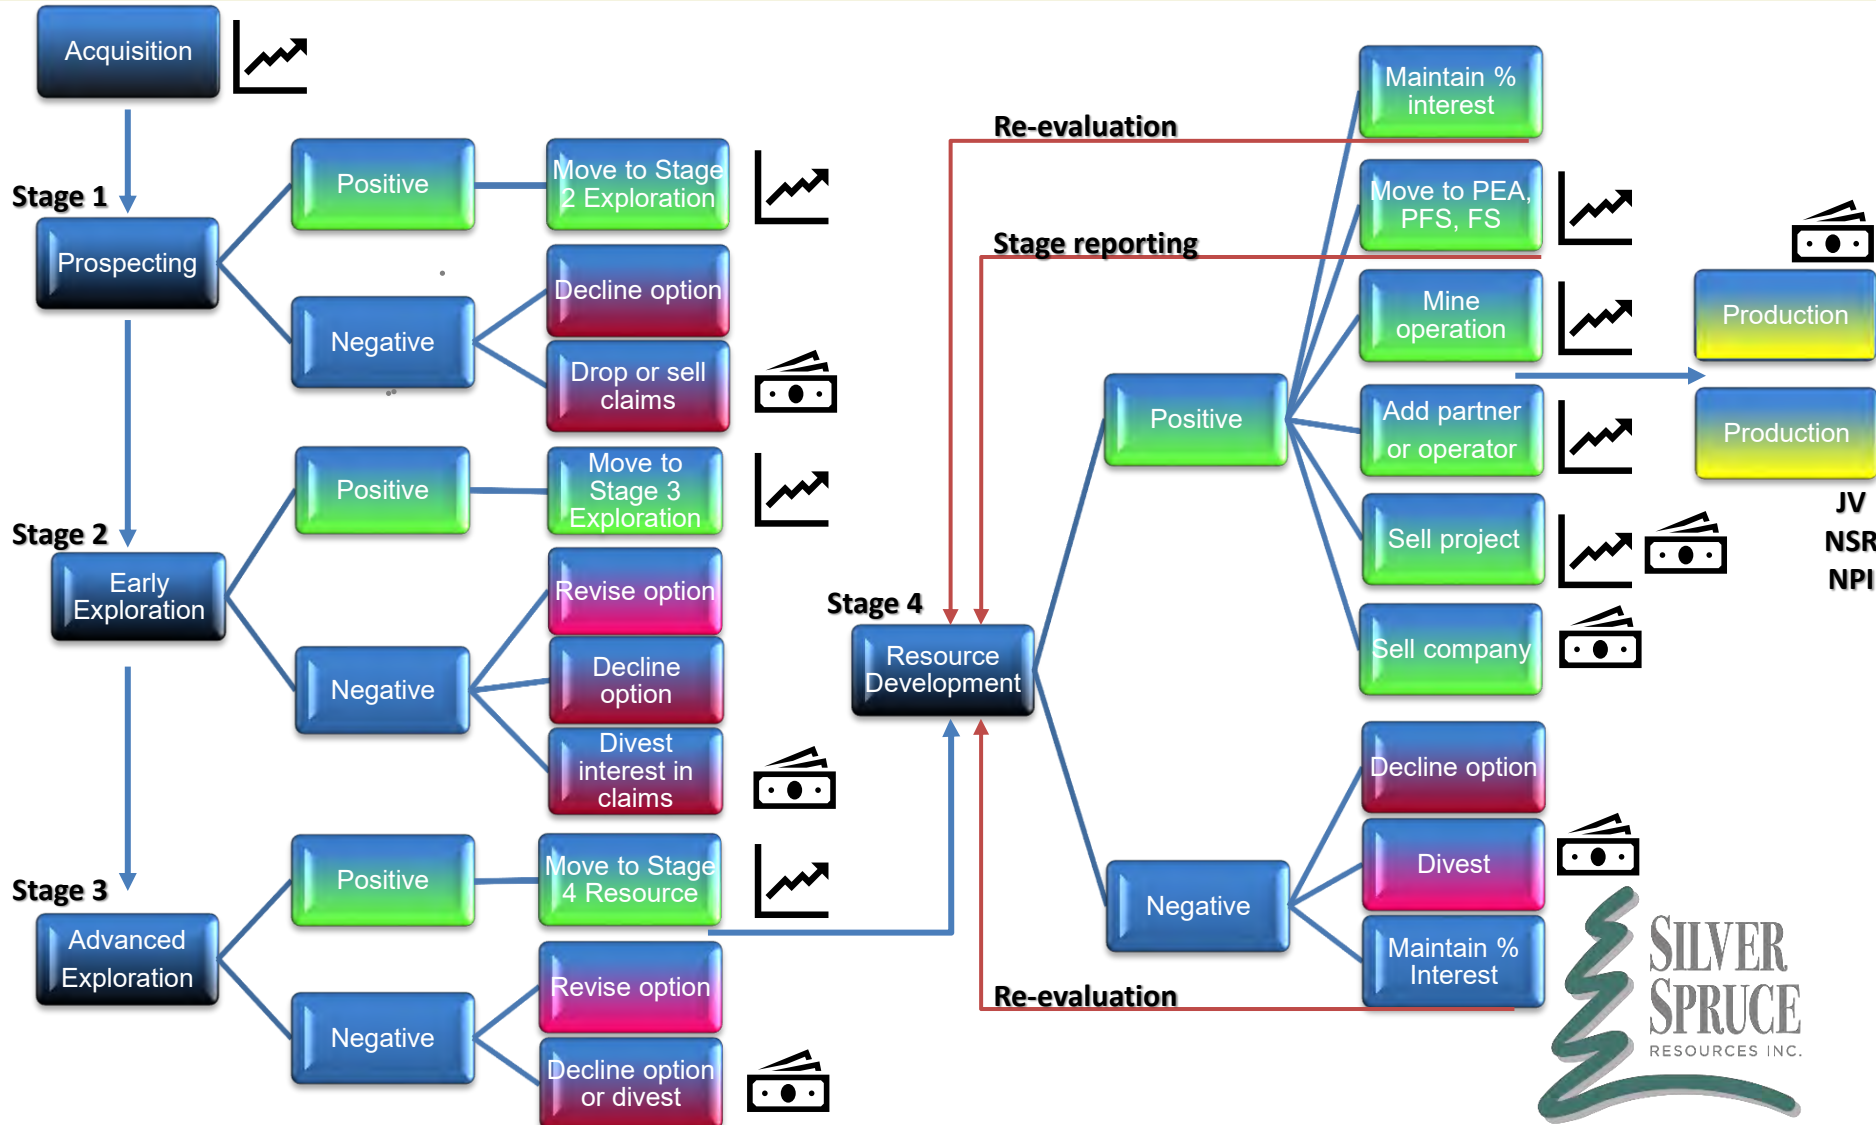 Acquisition
Stage 1
Prospecting
Positive
Move to Stage
2 Exploration
Negative
Decline option
Drop or sell
claims
Stage 2
Early
Exploration
Positive
Move to
Stage 3
Exploration
Negative
Revise option
Decline
option
Divest
interest in
claims
Stage 3
Advanced
Exploration
Positive
Move to Stage
4 Resource
Negative
Revise option
Decline option
or divest
Re-evaluation
Stage reporting
Stage 4
Resource
Development
Re-evaluation
Positive
Maintain %
interest
Move to PEA,
PFS, FS
Mine
operation
Add partner
or operator
Sell project
Sell company
Negative
Decline option
Divest
Maintain %
Interest
Production
Production
JV
NSR
NPI
SILVER
SPRUCE
RESOURCES INC.